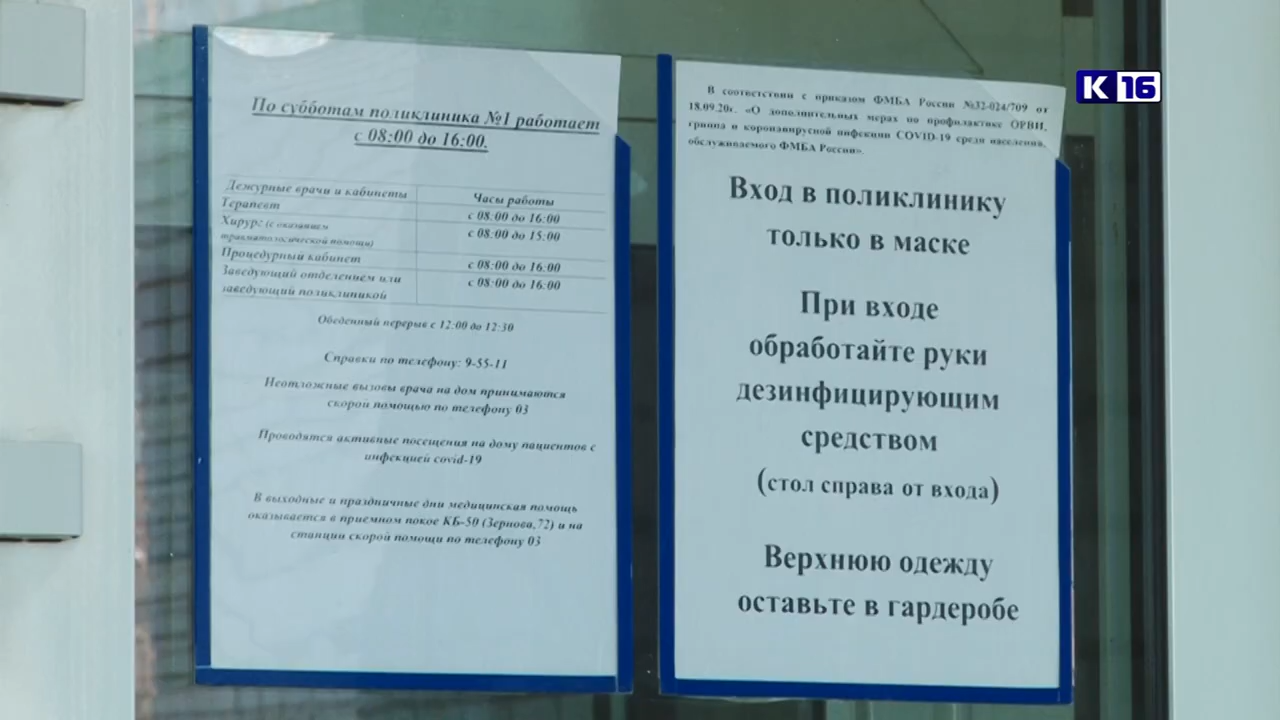 По субботам поликлиника №1 работает
с 08:00 до 16:00.
Дежурные врачи и кабинеты
Часы работы
Терапевт
с 08:00 до 16:00
Хирург (с оказанием
травматологической помощи)
с 08:00 до 15:00
Процедурный кабинет
с 08:00 до 16:00
Заведующий отделением или
заведующий поликлиникой
с 08:00 до 16:00
Обеденный перерыв с 12:00 до 12:30
Справки по телефону: 9-55-11
Неотложные вызовы врача на дом принимаются
скорой помощью по телефону 03
Проводятся активные посещения на дому пациентов с
инфекцией covid-19
В выходные и праздничные дни медицинская помощь
оказывается в приемном покое КБ-50 (Зернова,72) и на
станции скорой помощи по телефону 03
В соответствии с приказом ФМБА России №32-024/709 от
18.09.20г. «О дополнительных мерах по профилактике ОРВИ,
гриппа и коронавирусной инфекции COVID-19 среди населения,
обслуживаемого ФМБА России».
Вход в поликлинику
только в маске
При входе
обработайте руки
дезинфицирующим
средством
(стол справа от входа)
Верхнюю одежду
оставьте в гардеробе
К 16